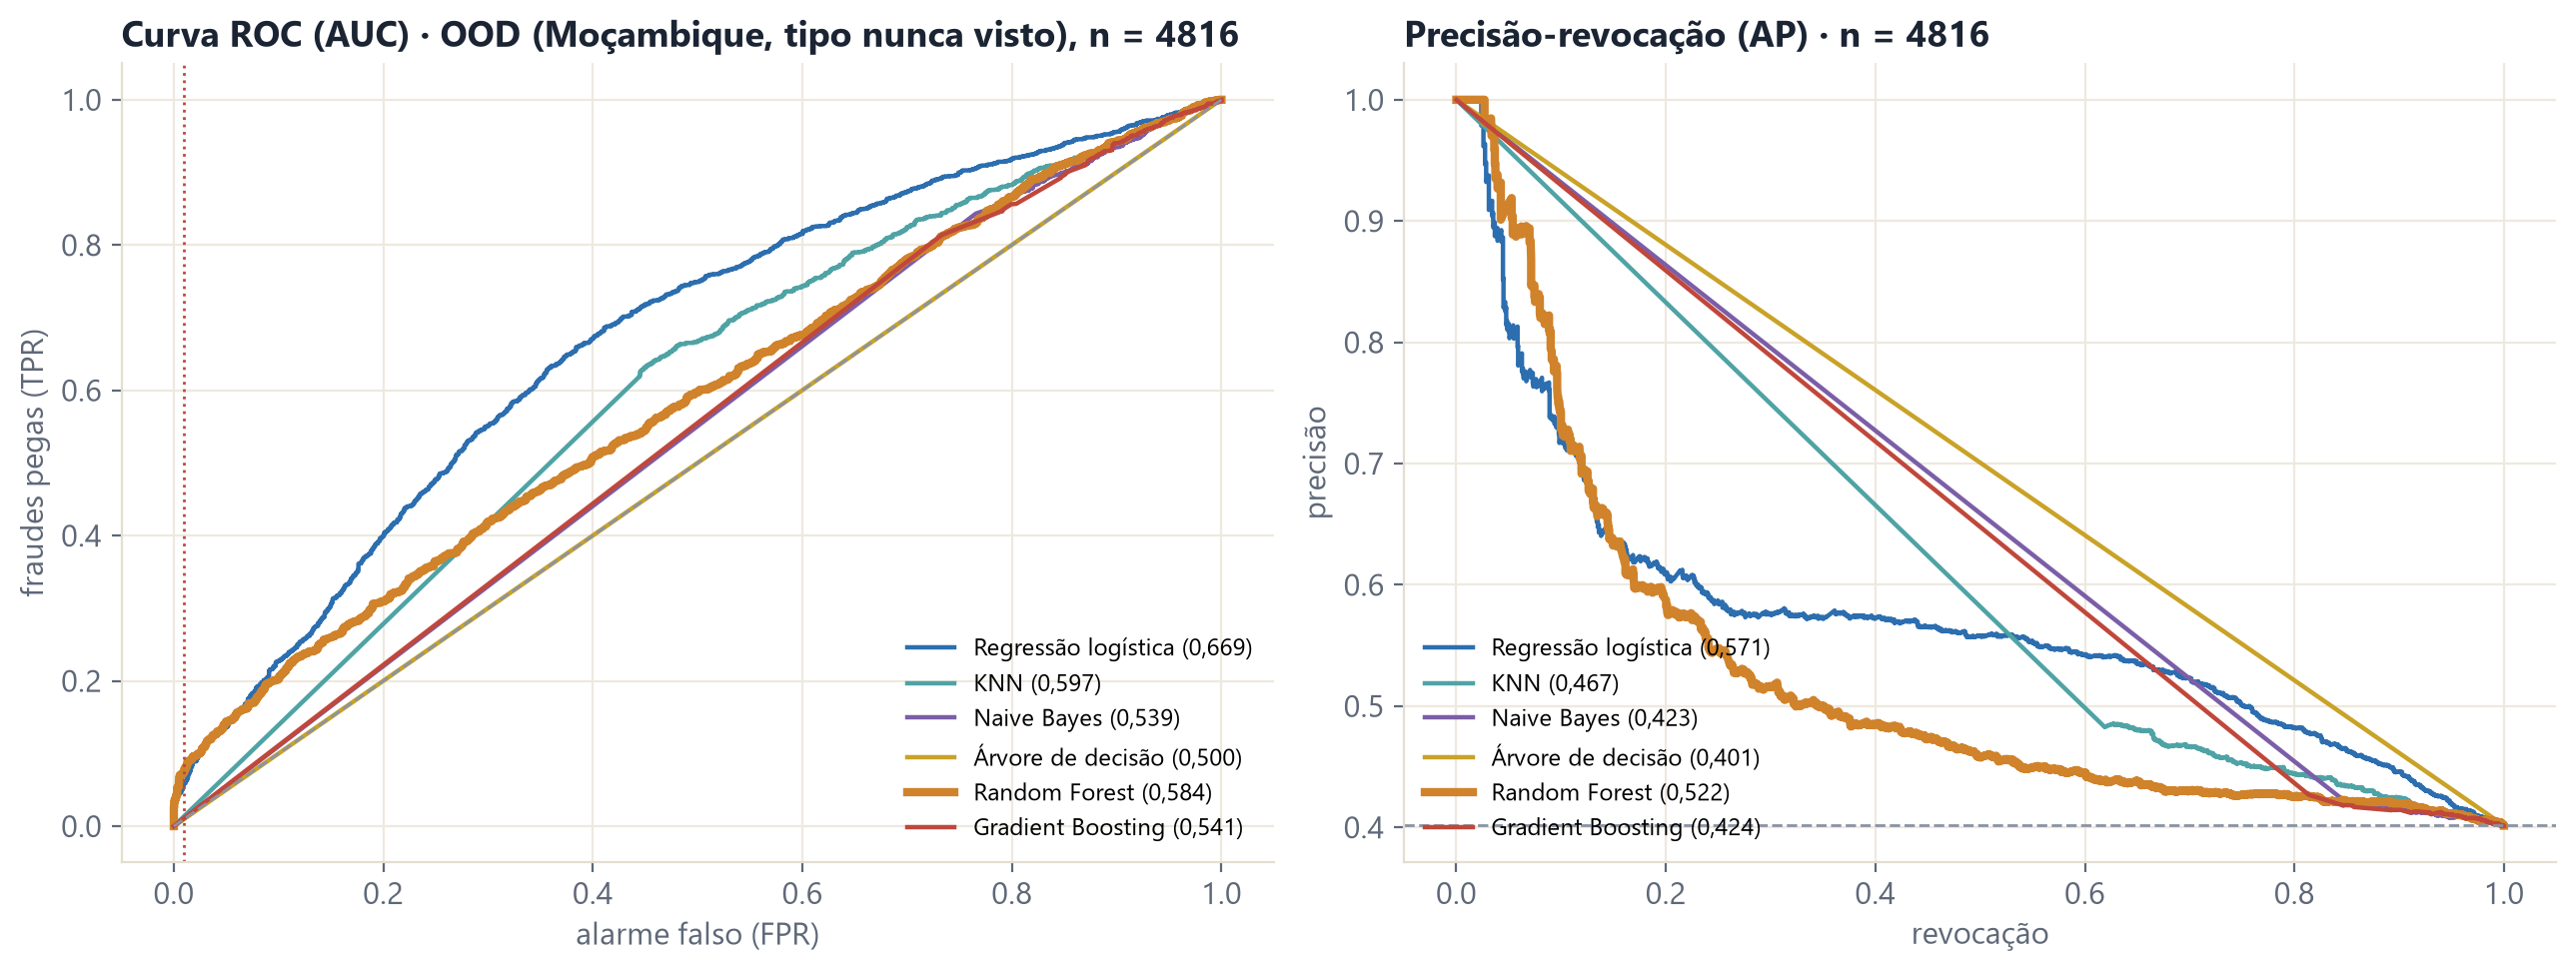 Curva ROC (AUC) · OOD (Moçambique, tipo nunca visto), n = 4816
fraudes pegas (TPR)
1.0
0.8
0.6
0.4
0.2
0.0
Regressão logística (0,669)
KNN (0,597)
Naive Bayes (0,539)
Árvore de decisão (0,500)
Random Forest (0,584)
Gradient Boosting (0,541)
0.0 0.2 0.4 0.6 0.8 1.0
alarme falso (FPR)
Precisão-revocação (AP) · n = 4816
precisão
1.0
0.9
0.8
0.7
0.6
0.5
0.4
Regressão logística (0,571)
KNN (0,467)
Naive Bayes (0,423)
Árvore de decisão (0,401)
Random Forest (0,522)
Gradient Boosting (0,424)
0.0 0.2 0.4 0.6 0.8 1.0
revocação